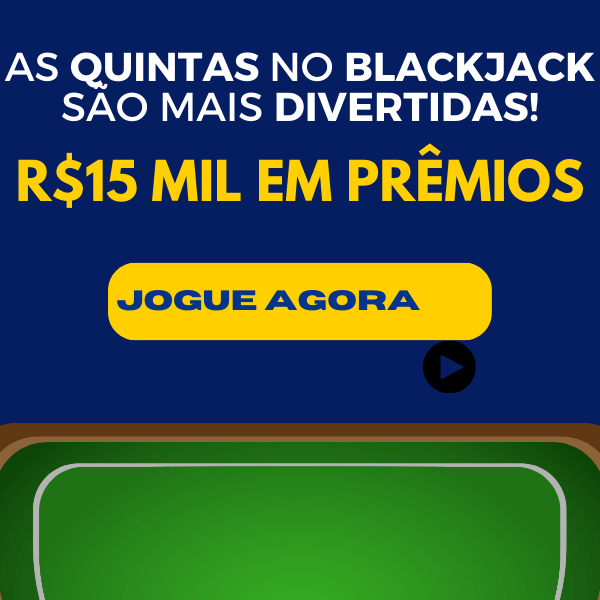 AS QUINTAS NO BLACKJACK
SÃO MAIS DIVERTIDAS!
R$15 MIL EM PRÊMIOS
JOGUE AGORA